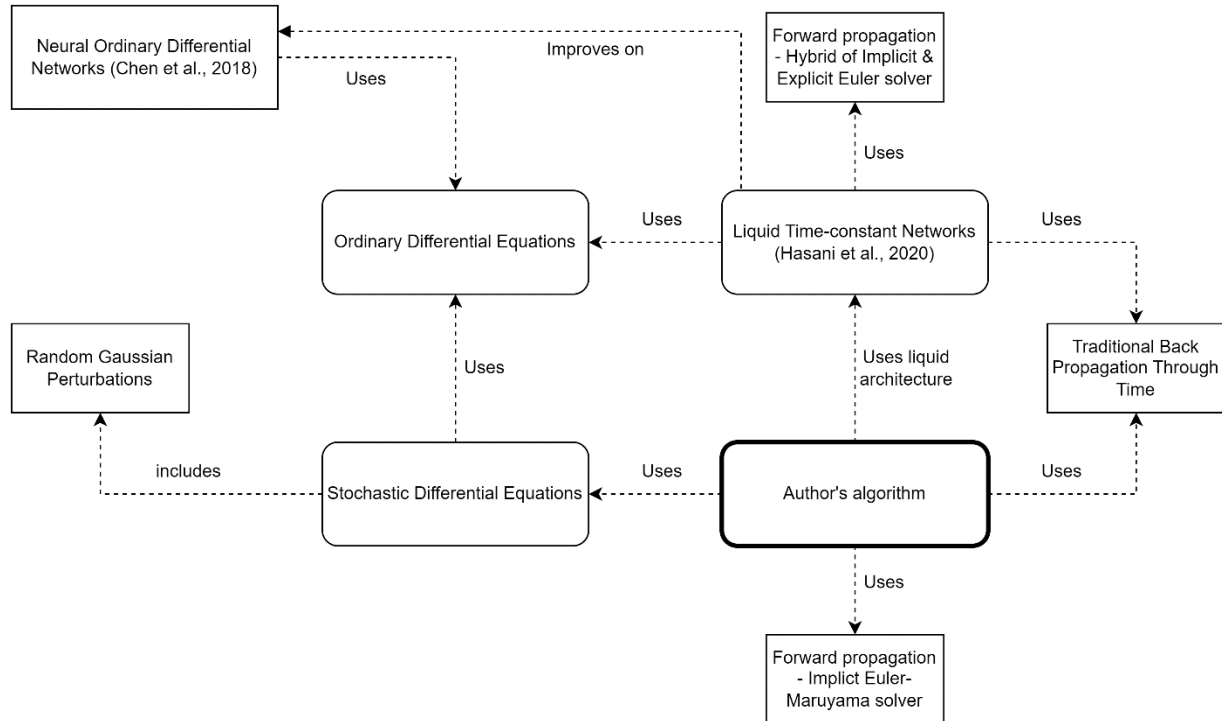 Neural Ordinary Differential
Networks (Chen et al., 2018)
Improves on
Forward propagation
- Hybrid of Implicit &
Explicit Euler solver
Uses
Uses
Ordinary Differential Equations
Uses
Liquid Time-constant Networks
(Hasani et al., 2020)
Uses
Random Gaussian
Perturbations
Uses
Uses liquid
architecture
Traditional Back
Propagation Through
Time
includes
Stochastic Differential Equations
Uses
Author's algorithm
Uses
Uses
Forward propagation
- Implict Euler-
Maruyama solver